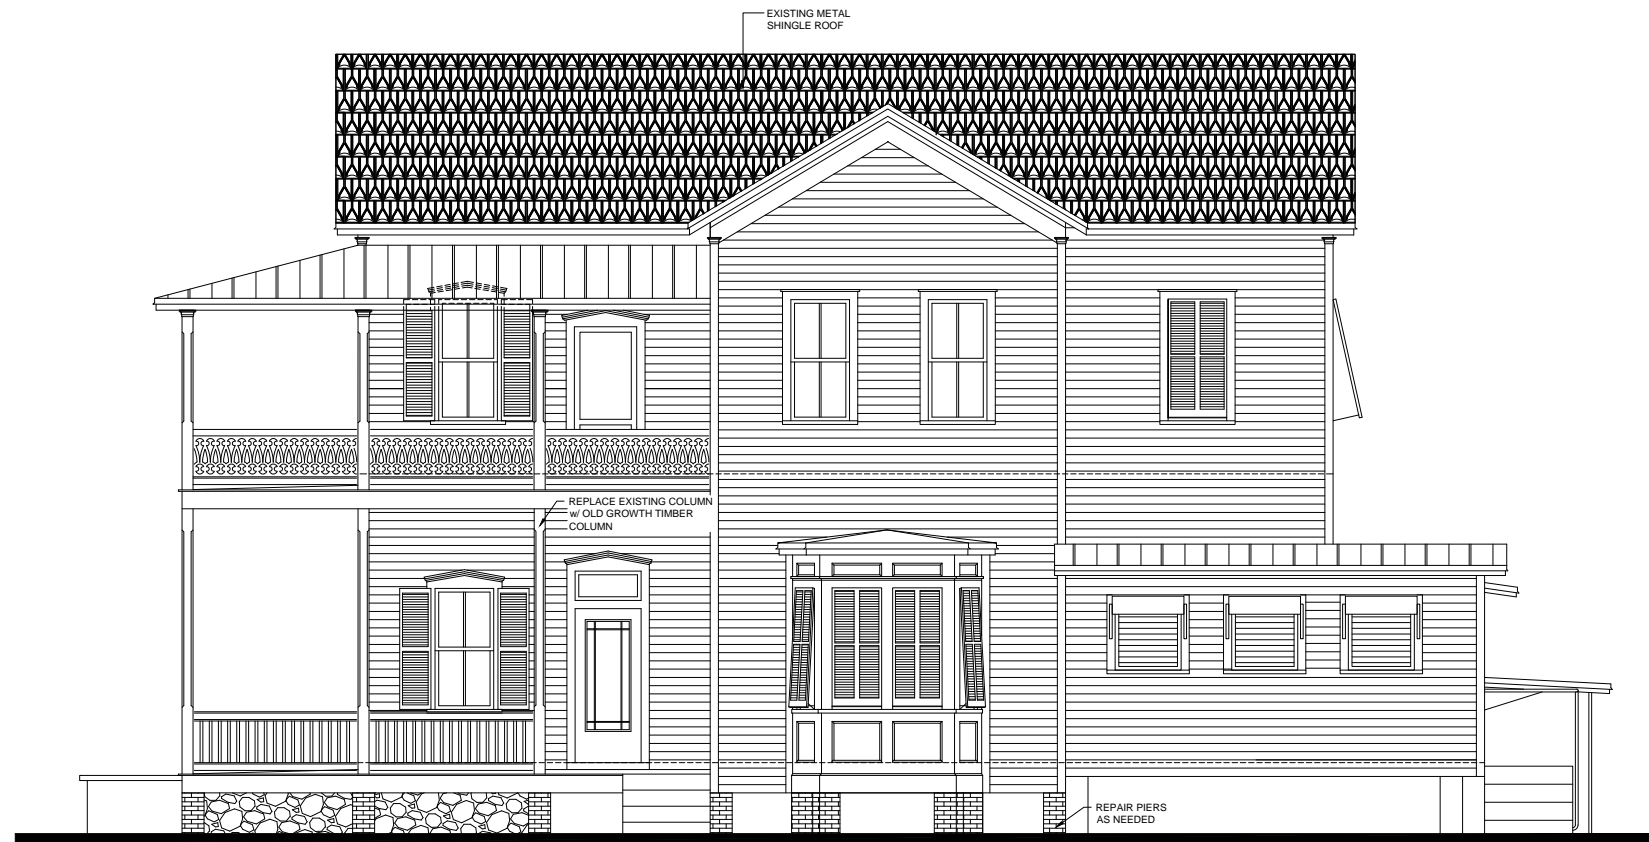 EXISTING METAL
SHINGLE ROOF
REPLACE EXISTING COLUMN
w/ OLD GROWTH TIMBER
COLUMN
REPAIR PIERS
AS NEEDED